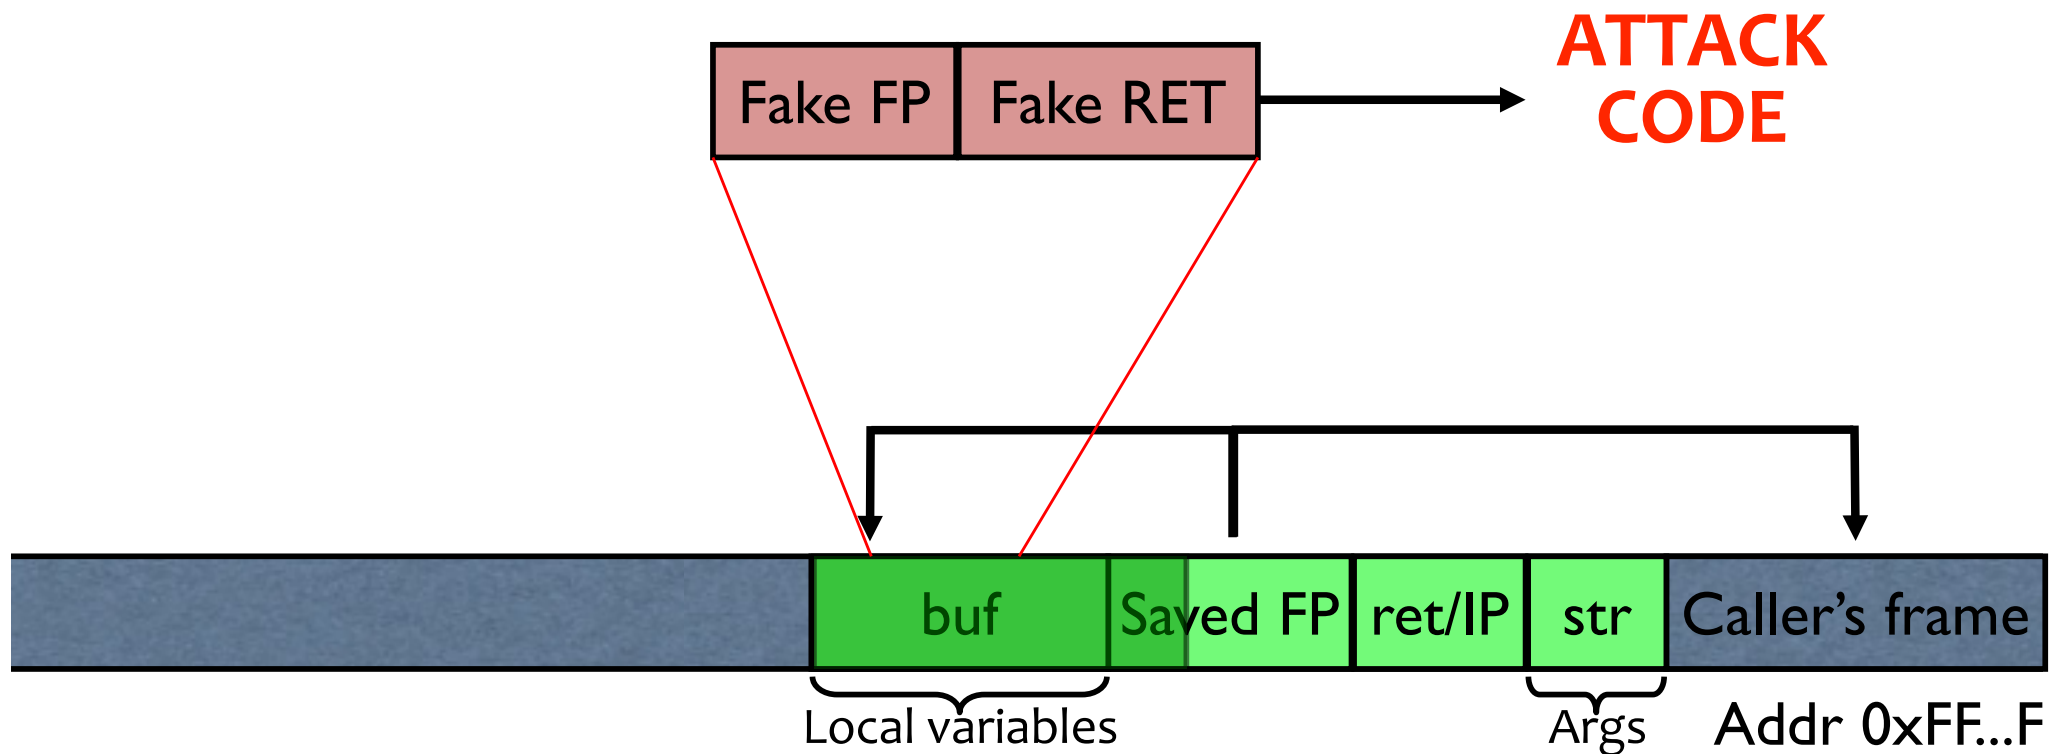 ATTACK
CODE
Fake FP Fake RET
buf Saved FP ret/IP str Caller’s frame
Local variables Args Addr 0xFF...F